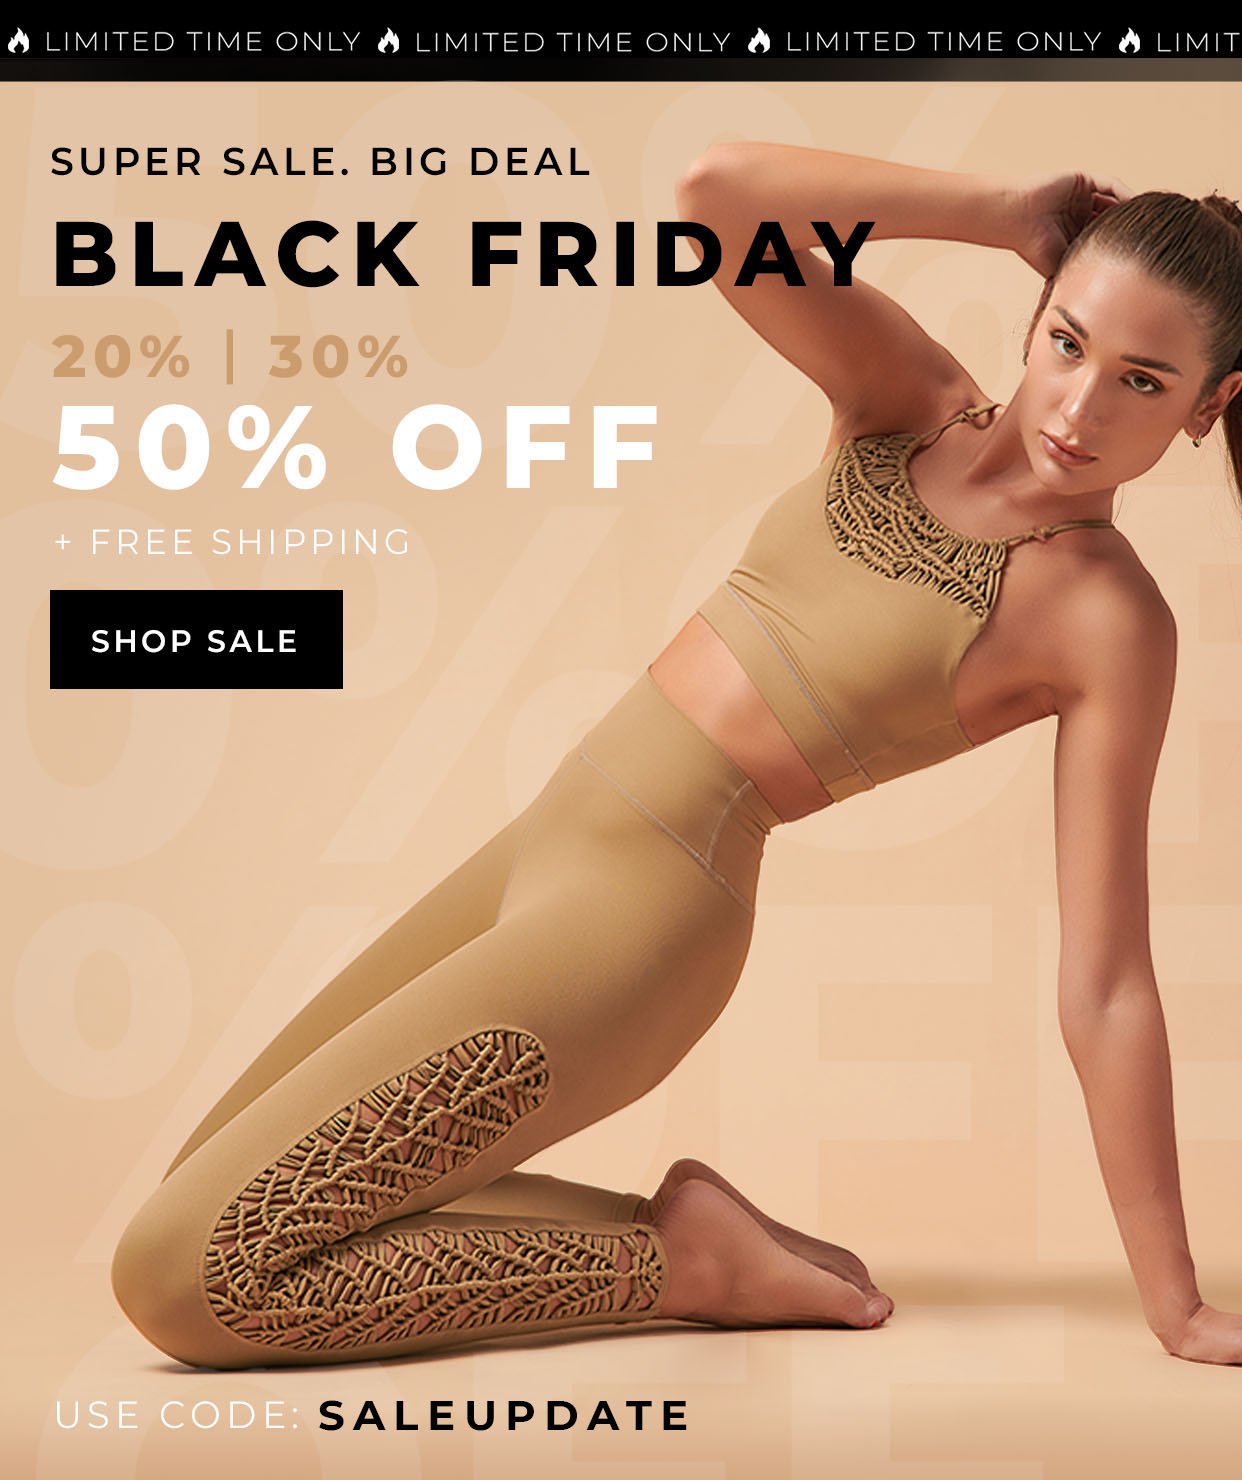 LIMITED TIME ONLY LIMITED TIME ONLY LIMITED TIME ONLY LIMIT
SUPER SALE. BIG DEAL
BLACK FRIDAY
20% | 30%
50% OFF
+ FREE SHIPPING
SHOP SALE
USE CODE: SALEUPDATE